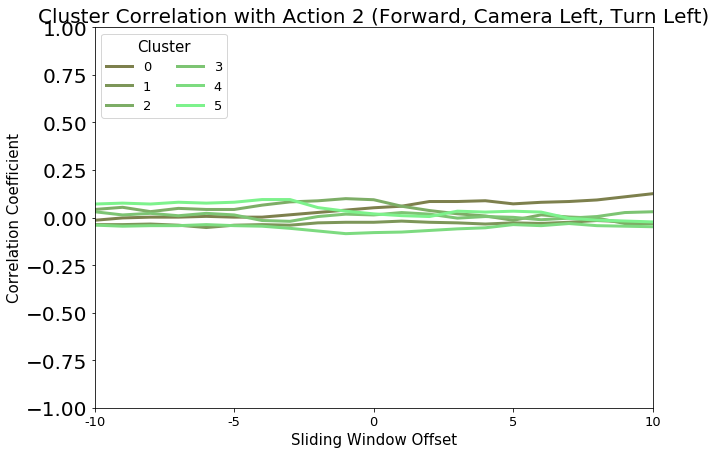 Cluster Correlation with Action 2 (Forward, Camera Left, Turn Left)
Cluster
0 3
1 4
2 5
1.00
0.75
0.50
0.25
0.00
−0.25
−0.50
−0.75
−1.00
Correlation Coefficient
-10 -5 0 5 10
Sliding Window Offset